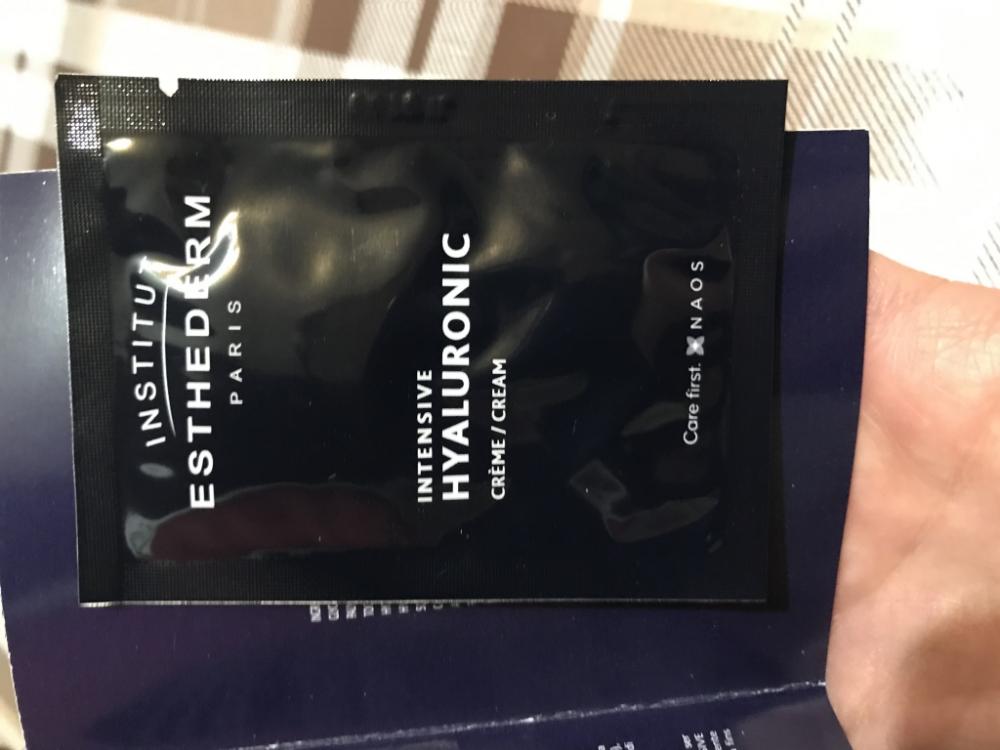 INSTITUT
ESTHEDERM
PARIS
INTENSIVE
HYALURONIC
CRÈME / CREAM
Care first. NAOS